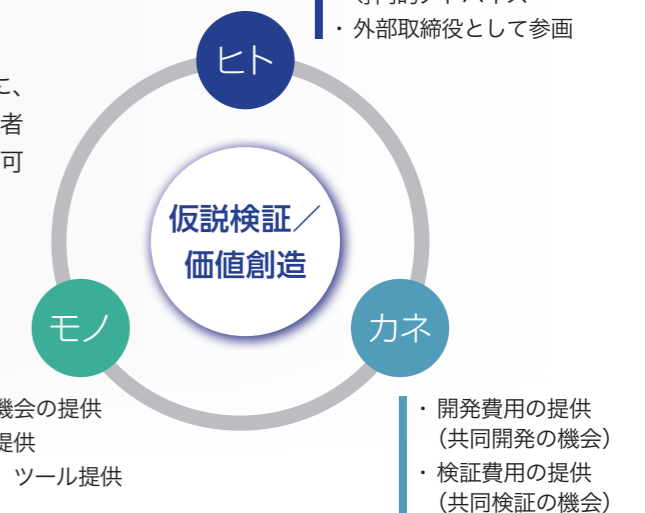 ・ 外部取締役として参画
ヒト
に、
者
可
仮説検証／
価値創造
モノ
カネ
機会の提供
提供
ツール提供
・ 開発費用の提供
（共同開発の機会）
・ 検証費用の提供
（共同検証の機会）